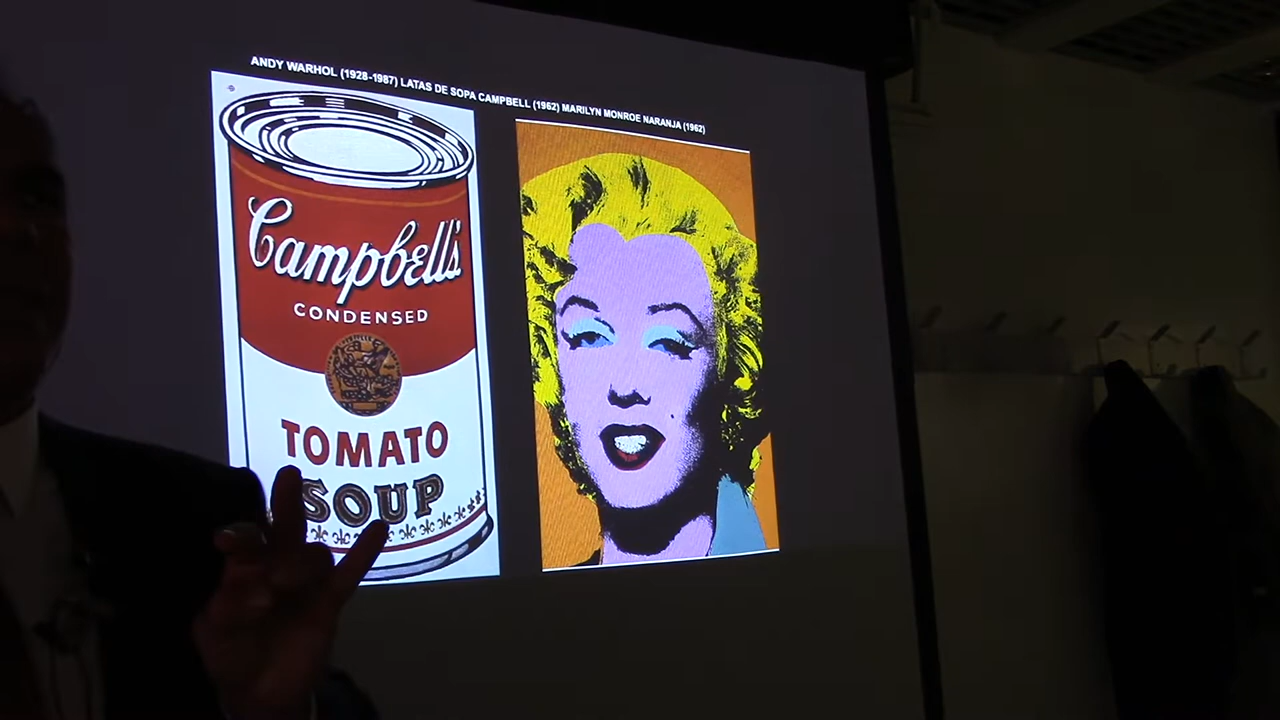 ANDY WARHOL (1928-1987) LATAS DE SOPA CAMPBELL (1962) MARILYN MONROE NARANJA (1962)
Campbell's
CONDENSED
TOMATO
SOUP